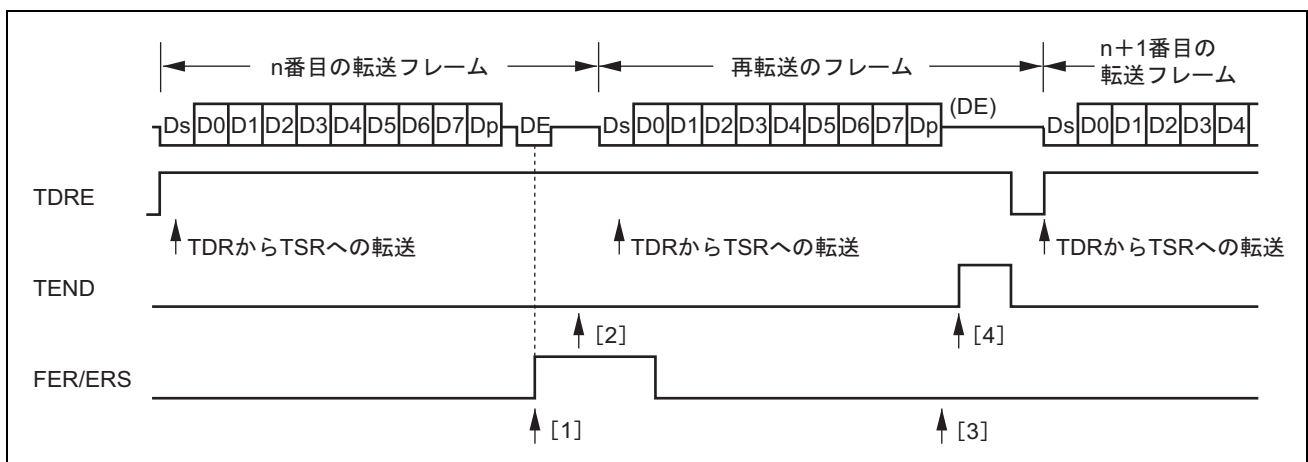 n番目の転送フレーム
再転送のフレーム
n+1番目の
転送フレーム
Ds D0 D1 D2 D3 D4 D5 D6 D7 Dp DE Ds D0 D1 D2 D3 D4 D5 D6 D7 Dp (DE) Ds D0 D1 D2 D3 D4
TDRE
TDRからTSRへの転送 TDRからTSRへの転送 TDRからTSRへの転送
TEND
[2] [4]
FER/ERS
[1] [3]